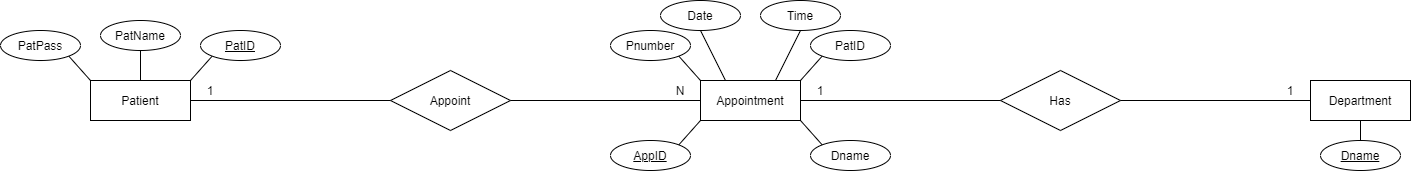 Date
Time
PatPass
PatName
PatID
Pnumber
PatID
Patient
1
Appoint
N
Appointment
1
Has
1
Department
AppID
Dname
Dname